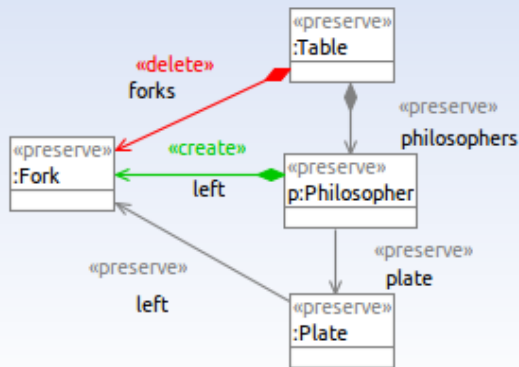 «preserve»
:Table
«delete»
forks
«preserve»
philosophers
«preserve»
:Fork
«create»
left
«preserve»
p:Philosopher
«preserve»
left
«preserve»
plate
«preserve»
:Plate